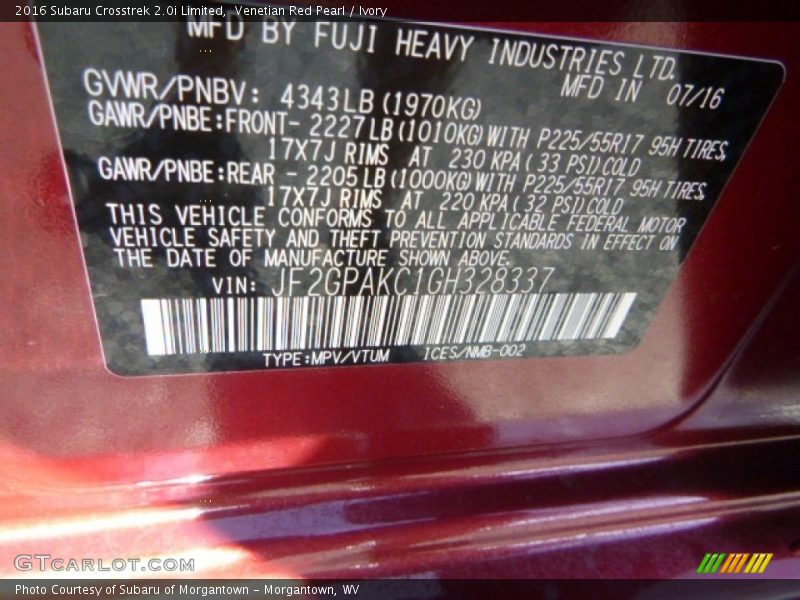 2016 Subaru Crosstrek 2.0i Limited, Venetian Red Pearl / Ivory
MFD BY FUJI HEAVY INDUSTRIES LTD.
MFD IN 07/16
GVWR/PNBV: 4343LB (1970KG)
GAWR/PNBE:FRONT- 2227LB(1010KG)WITH P225/55R17 95H TIRES,
17X7J RIMS AT 230 KPA (33 PSI)COLD
GAWR/PNBE:REAR - 2205LB(1000KG)WITH P225/55R17 95H TIRES,
17X7J RIMS AT 220 KPA (32 PSI)COLD
THIS VEHICLE CONFORMS TO ALL APPLICABLE FEDERAL MOTOR
VEHICLE SAFETY AND THEFT PREVENTION STANDARDS IN EFFECT ON
THE DATE OF MANUFACTURE SHOWN ABOVE.
VIN: JF2GPAKC1GH328337
TYPE:MPV/VTUM ICES/NMB-002
GTCARLOT.COM
Photo Courtesy of Subaru of Morgantown - Morgantown, WV